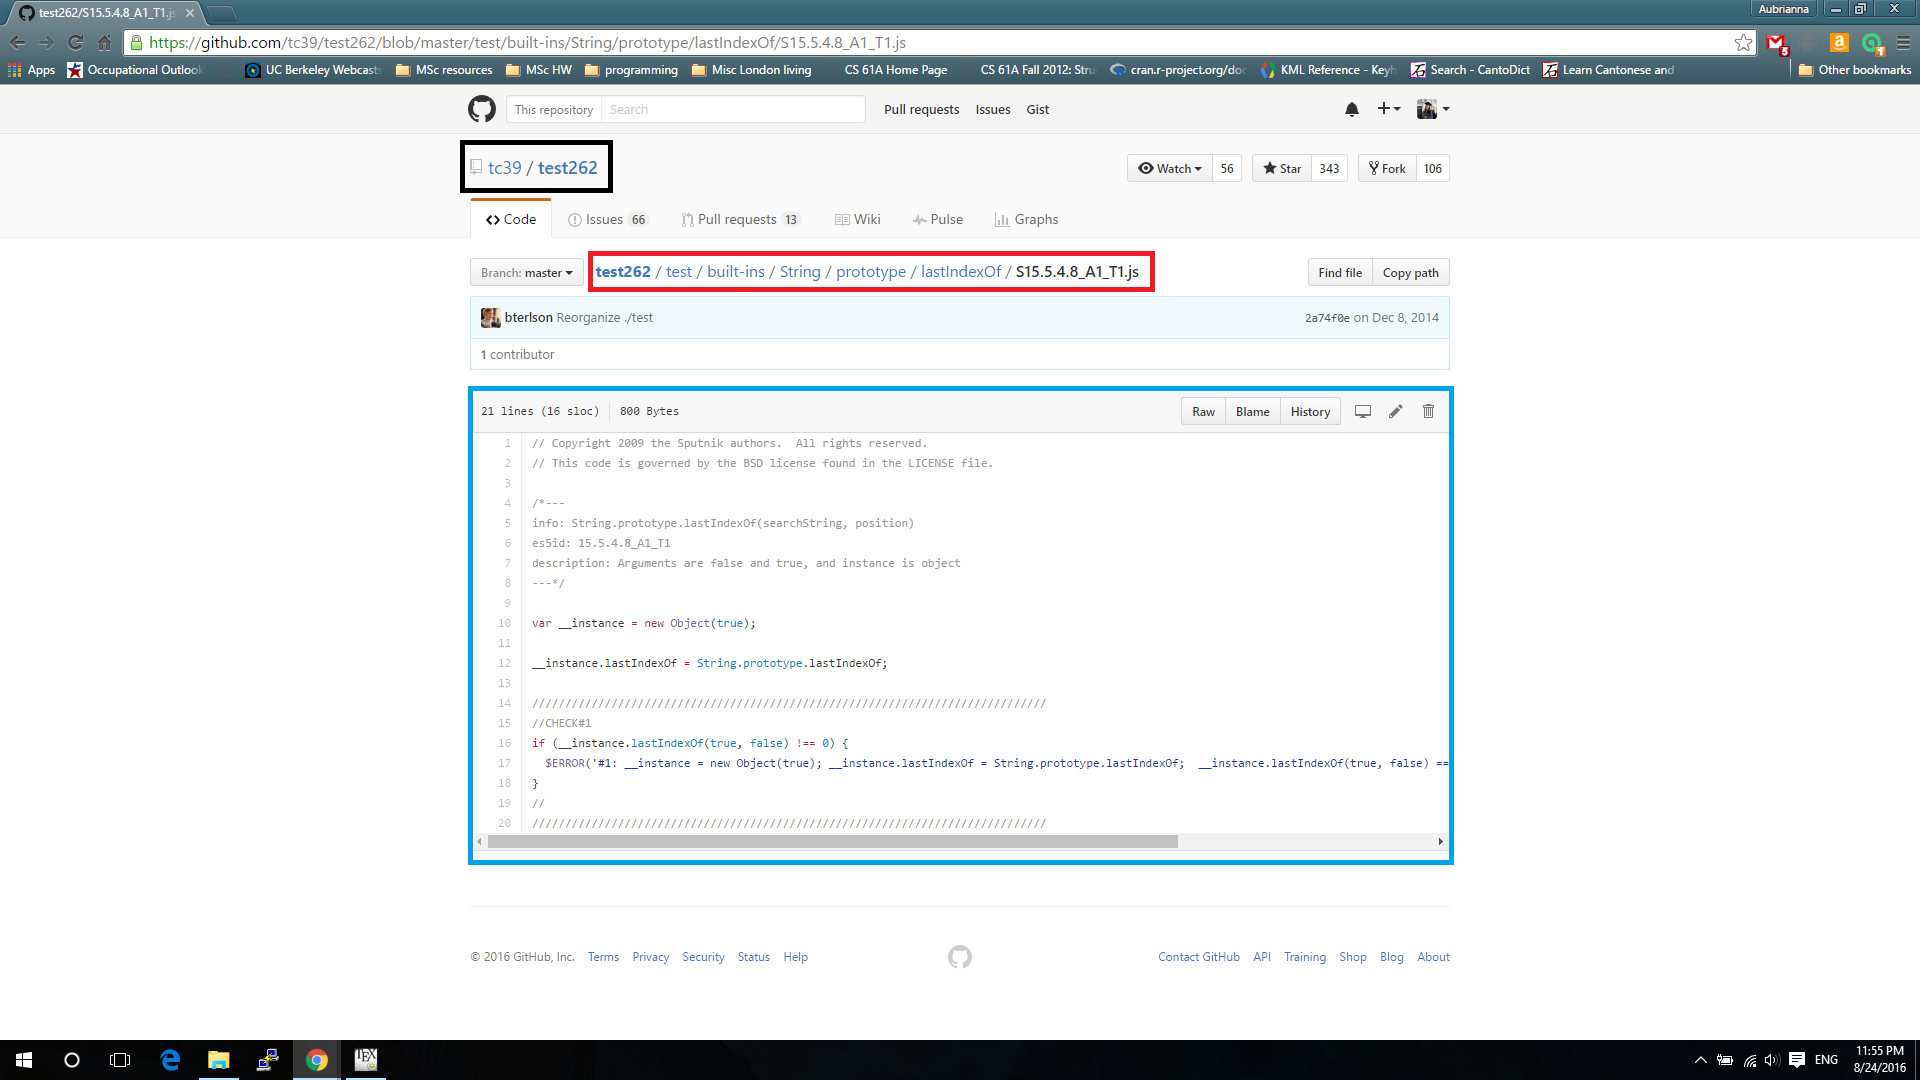 test262/S15.5.4.8_A1_T1.js
Aubrianna
https://github.com/tc39/test262/blob/master/test/built-ins/String/prototype/lastIndexOf/S15.5.4.8_A1_T1.js
5
1
Apps Occupational Outlook UC Berkeley Webcasts MSc resources MSc HW programming Misc London living CS 61A Home Page CS 61A Fall 2012: Stru cran.r-project.org/doc KML Reference - Keyh Search - CantoDict Learn Cantonese and Other bookmarks
This repository Search Pull requests Issues Gist
tc39 / test262
Watch 56 Star 343 Fork 106
Code Issues 66 Pull requests 13 Wiki Pulse Graphs
Branch: master test262 / test / built-ins / String / prototype / lastIndexOf / S15.5.4.8_A1_T1.js Find file Copy path
bterlson Reorganize ./test 2a74f0e on Dec 8, 2014
1 contributor
21 lines (16 sloc) 800 Bytes Raw Blame History
1 // Copyright 2009 the Sputnik authors.  All rights reserved.
2 // This code is governed by the BSD license found in the LICENSE file.
3
4 /*---
5 info: String.prototype.lastIndexOf(searchString, position)
6 es5id: 15.5.4.8_A1_T1
7 description: Arguments are false and true, and instance is object
8 ---*/
9
10 var __instance = new Object(true);
11
12 __instance.lastIndexOf = String.prototype.lastIndexOf;
13
14 //////////////////////////////////////////////////////////////////////////////
15 //CHECK#1
16 if (__instance.lastIndexOf(true, false) !== 0) {
17   $ERROR('#1: __instance = new Object(true); __instance.lastIndexOf = String.prototype.lastIndexOf;  __instance.lastIndexOf(true, false) ==
18 }
19 //
20 //////////////////////////////////////////////////////////////////////////////
© 2016 GitHub, Inc. Terms Privacy Security Status Help Contact GitHub API Training Shop Blog About
TEX
ENG
11:55 PM
8/24/2016